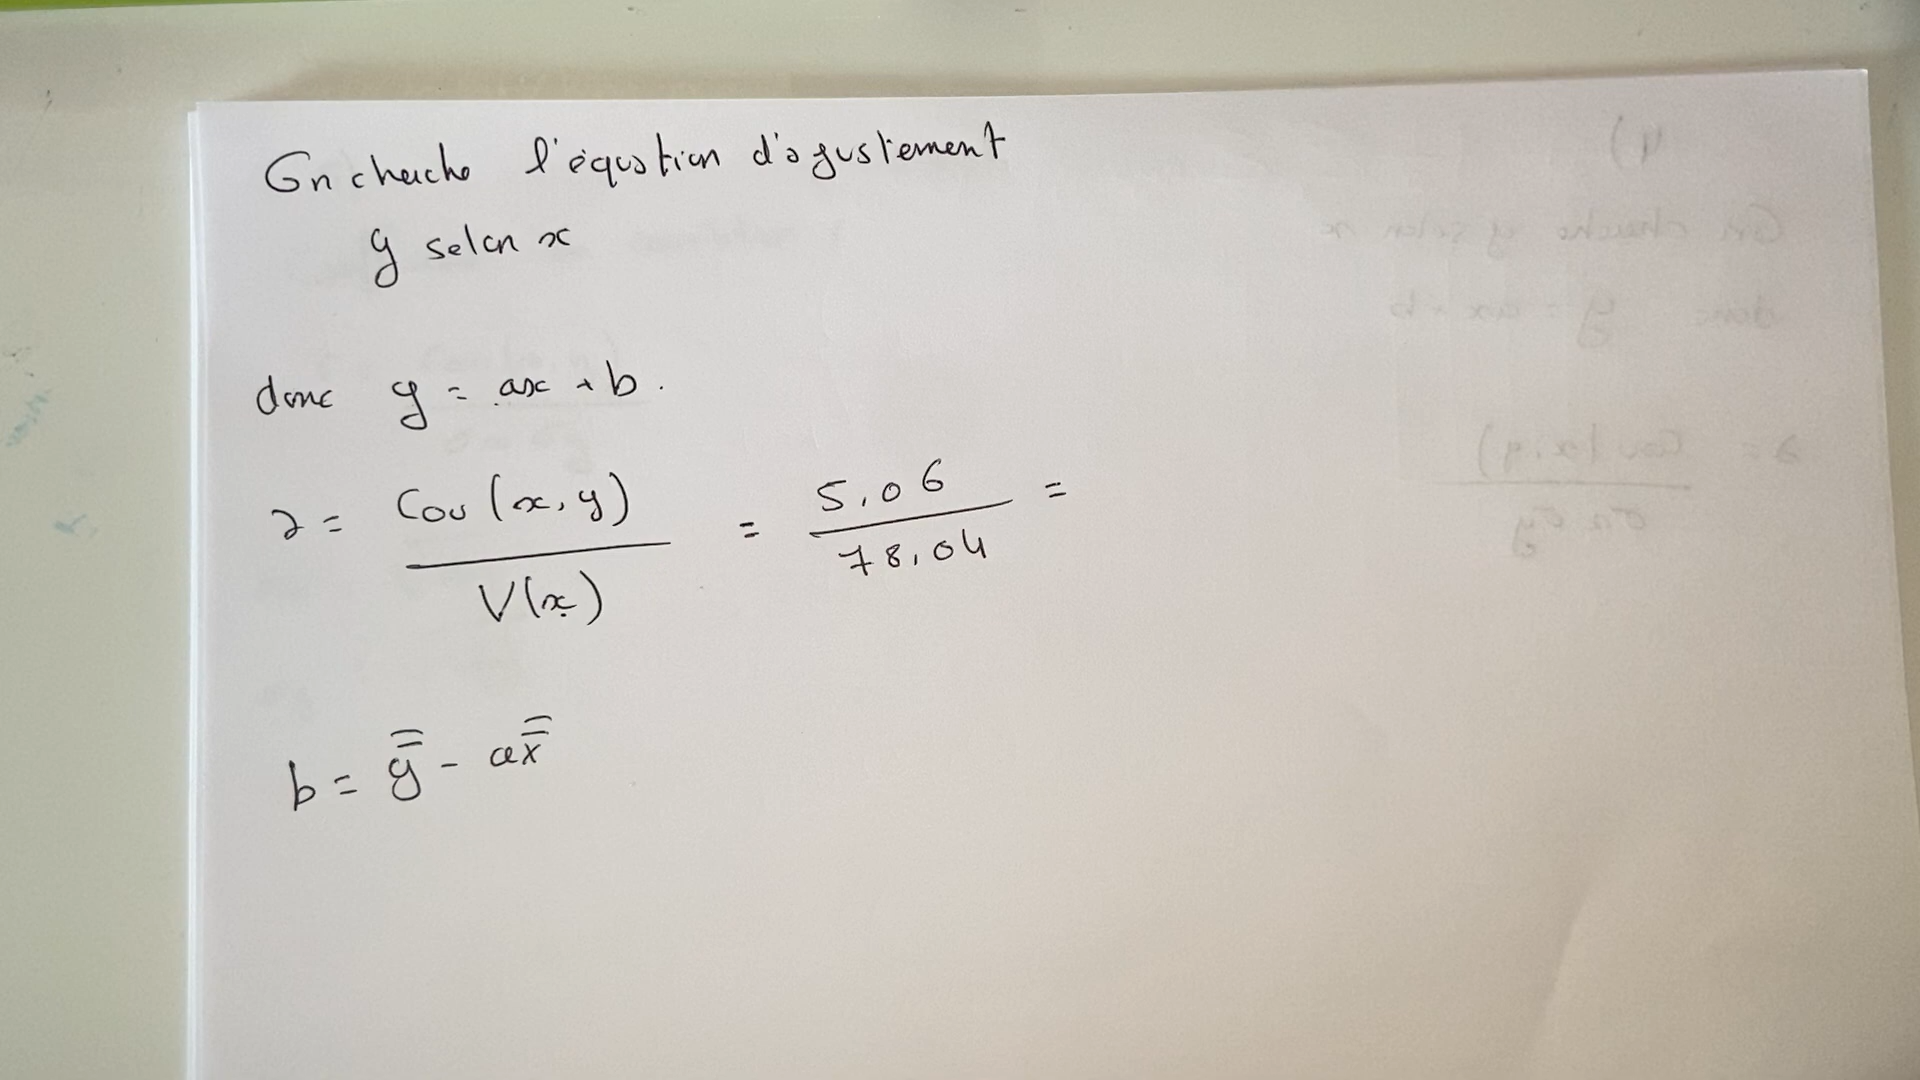 On cherche l'équation d'ajustement
y selon x
donc y = ax + b.
a = Cov(x,y) / V(x) = 5,06 / 78,04 =
b = y̿ - ax̿